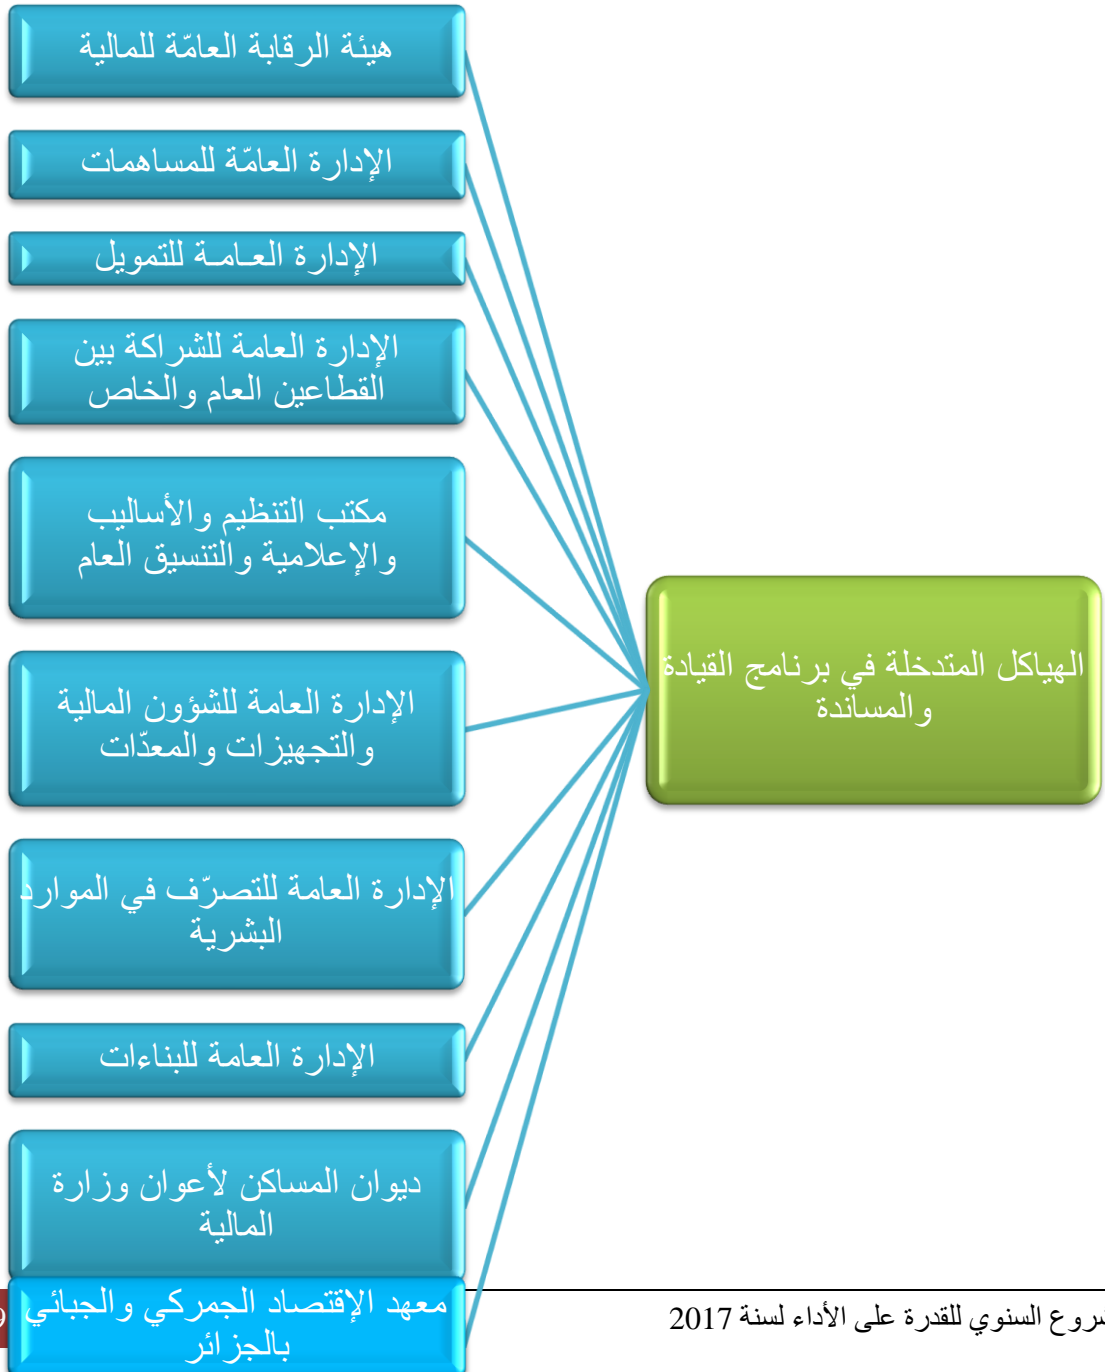 هيئة الرقابة العامّة للمالية
الإدارة العامّة للمساهمات
الإدارة العـامـة للتمويل
الإدارة العامة للشراكة بين
القطاعين العام والخاص
مكتب التنظيم والأساليب
والإعلامية والتنسيق العام
الهياكل المتدخلة في برنامج القيادة
والمساندة
الإدارة العامة للشؤون المالية
والتجهيزات والمعدّات
الإدارة العامة للتصرّف في الموارد
البشرية
الإدارة العامة للبناءات
ديوان المساكن لأعوان وزارة
المالية
معهد الإقتصاد الجمركي والجبائي
بالجزائر
السنوي للقدرة على الأداء لسنة 2017